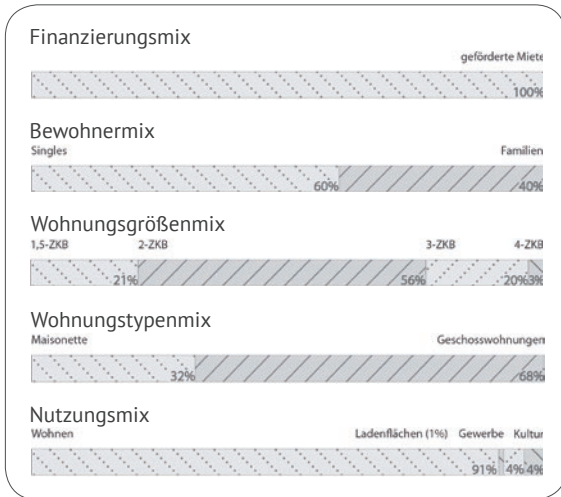 Finanzierungsmix
geförderte Miete
100%
Bewohnermix
Singles Familien
60% 40%
Wohnungsgrößenmix
1,5-ZKB 2-ZKB 3-ZKB 4-ZKB
21% 56% 20% 3%
Wohnungstypenmix
Maisonette Geschosswohnungen
32% 68%
Nutzungsmix
Wohnen Ladenflächen (1%) Gewerbe Kultur
91% 4% 4%